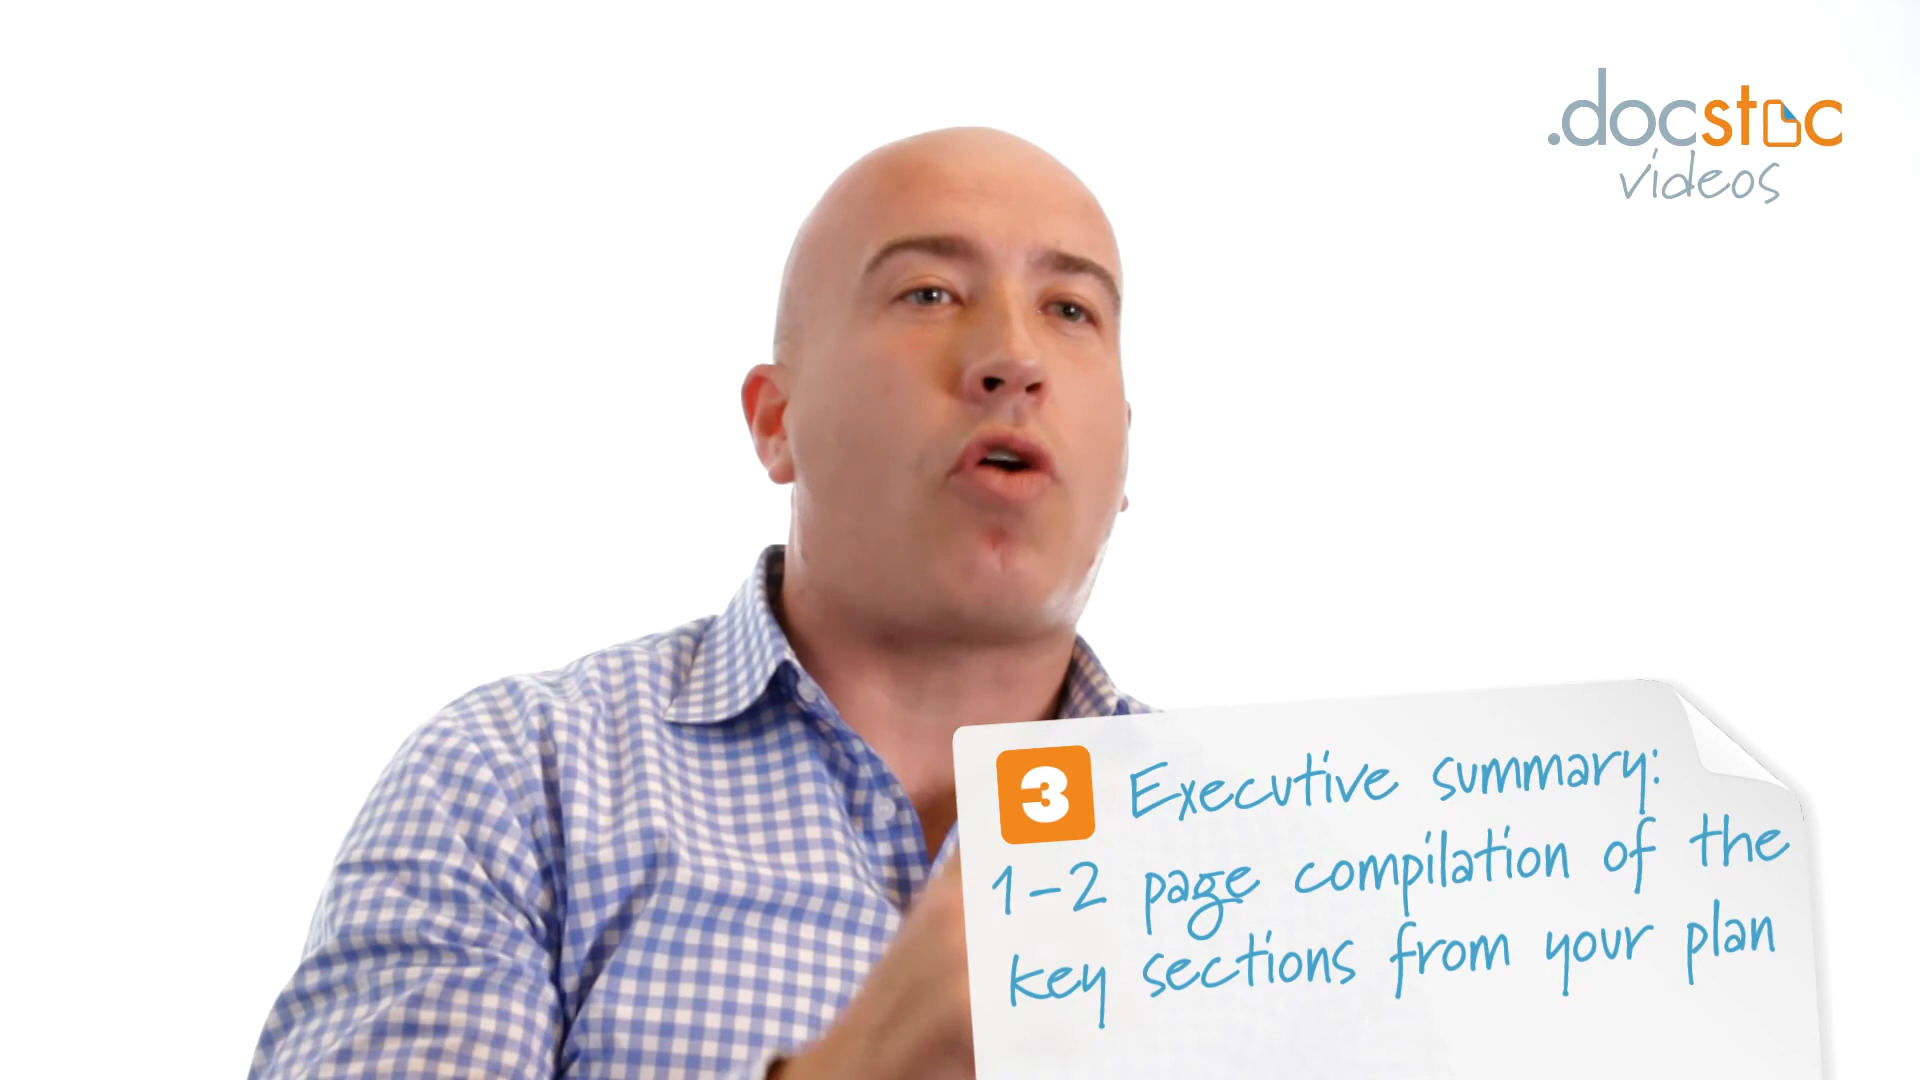 .docstoc
videos
3 Executive summary:
1-2 page compilation of the
key sections from your plan